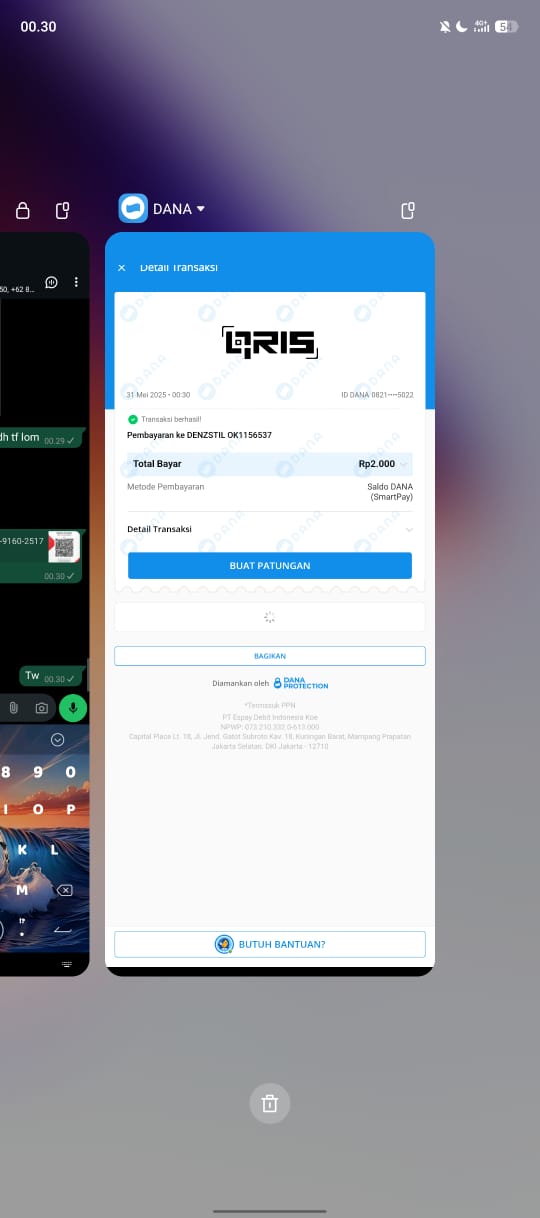 00.30
4G+
54
DANA
50, +62 8...
Detail Transaksi
QRIS
31 Mei 2025 • 00:30
ID DANA 0821••••5022
Transaksi berhasil!
Pembayaran ke DENZSTIL OK1156537
Total Bayar
Rp2.000
Metode Pembayaran
Saldo DANA
(SmartPay)
Detail Transaksi
BUAT PATUNGAN
BAGIKAN
Diamankan oleh
DANA
PROTECTION
*Termasuk PPN
PT Espay Debit Indonesia Koe
NPWP: 073.210.332.0-613.000
Capital Place Lt. 18, Jl. Jend. Gatot Subroto Kav. 18, Kuningan Barat, Mampang Prapatan
Jakarta Selatan, DKI Jakarta - 12710
BUTUH BANTUAN?
dh tf lom 00.29
-9160-2517
00.30
Tw 00.30
8 9 0
I O P
K L
M
!?